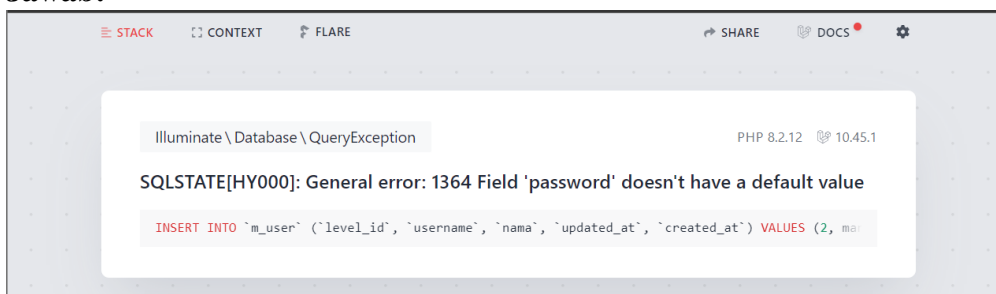 STACK CONTEXT FLARE SHARE DOCS
Illuminate\Database\QueryException PHP 8.2.12 10.45.1
SQLSTATE[HY000]: General error: 1364 Field 'password' doesn't have a default value
INSERT INTO `m_user` (`level_id`, `username`, `nama`, `updated_at`, `created_at`) VALUES (2,